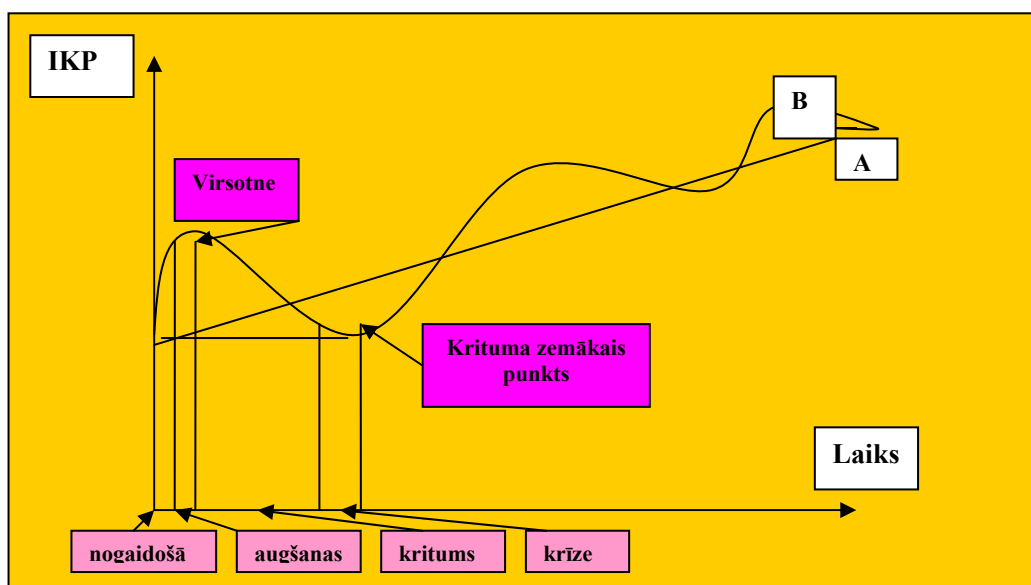 IKP
B
A
Virsotne
Krituma zemākais
punkts
Laiks
nogaidošā
augšanas
kritums
krīze